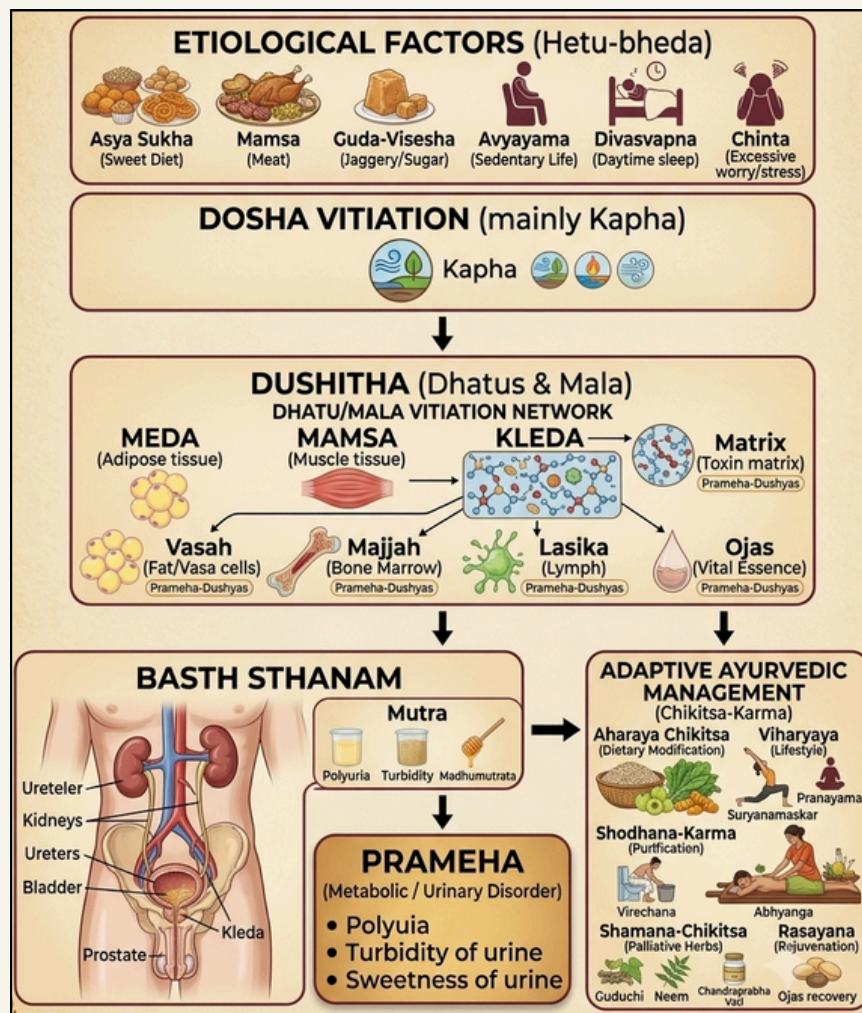 ETIOLOGICAL FACTORS (Hetu-bheda)
Asya Sukha
(Sweet Diet)
Mamsa
(Meat)
Guda-Visesha
(Jaggery/Sugar)
Avyayama
(Sedentary Life)
Divasvapna
(Daytime sleep)
Chinta
(Excessive
worry/stress)
DOSHA VITIATION (mainly Kapha)
Kapha
DUSHITHA (Dhatus & Mala)
DHATU/MALA VITIATION NETWORK
MEDA
(Adipose tissue)
MAMSA
(Muscle tissue)
KLEDA
Matrix
(Toxin matrix)
Prameha-Dushyas
Vasah
(Fat/Vasa cells)
Prameha-Dushyas
Majjah
(Bone Marrow)
Prameha-Dushyas
Lasika
(Lymph)
Prameha-Dushyas
Ojas
(Vital Essence)
Prameha-Dushyas
BASTH STHANAM
Mutra
Polyuria
Turbidity
Madhumutrata
Ureteler
Kidneys
Ureters
Bladder
Kleda
Prostate
PRAMEHA
(Metabolic / Urinary Disorder)
• Polyuia
• Turbidity of urine
• Sweetness of urine
ADAPTIVE AYURVEDIC
MANAGEMENT
(Chikitsa-Karma)
Aharaya Chikitsa
(Dietary Modification)
Viharyaya
(Lifestyle)
Pranayama
Suryanamaskar
Shodhana-Karma
(Purtfication)
Virechana
Abhyanga
Shamana-Chikitsa
(Palliative Herbs)
Rasayana
(Rejuvenation)
Guduchi
Neem
Chandraprabha
Ojas recovery